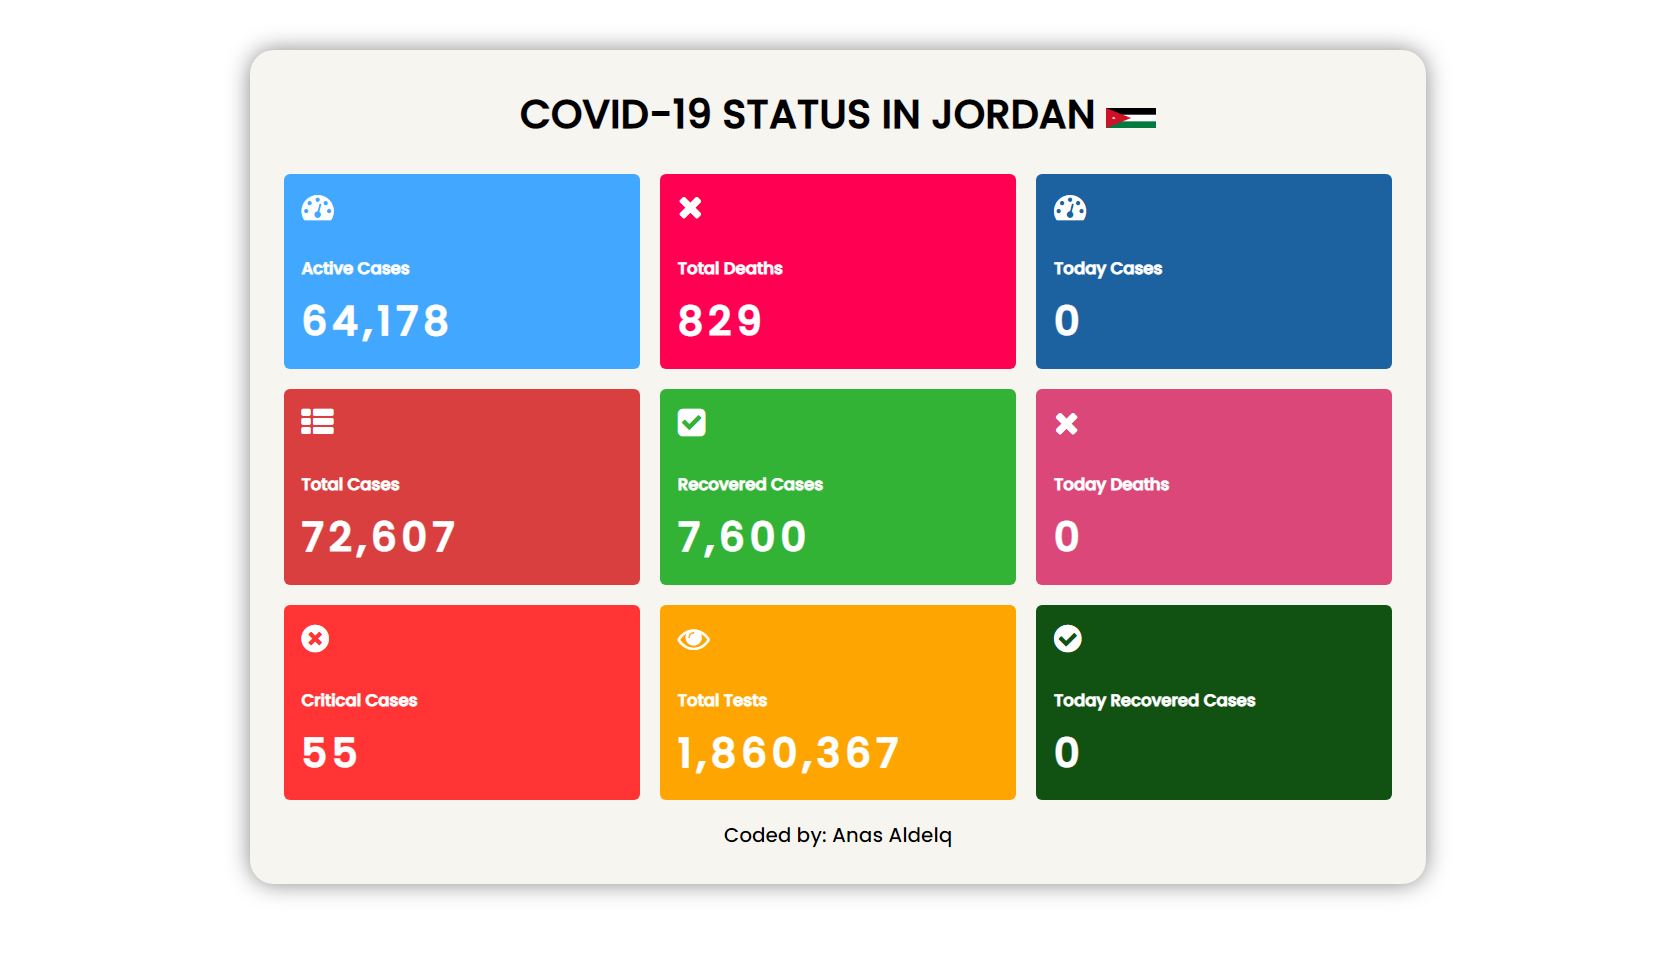 COVID-19 STATUS IN JORDAN
Active Cases
64,178
Total Deaths
829
Today Cases
0
Total Cases
72,607
Recovered Cases
7,600
Today Deaths
0
Critical Cases
55
Total Tests
1,860,367
Today Recovered Cases
0
Coded by: Anas Aldelq